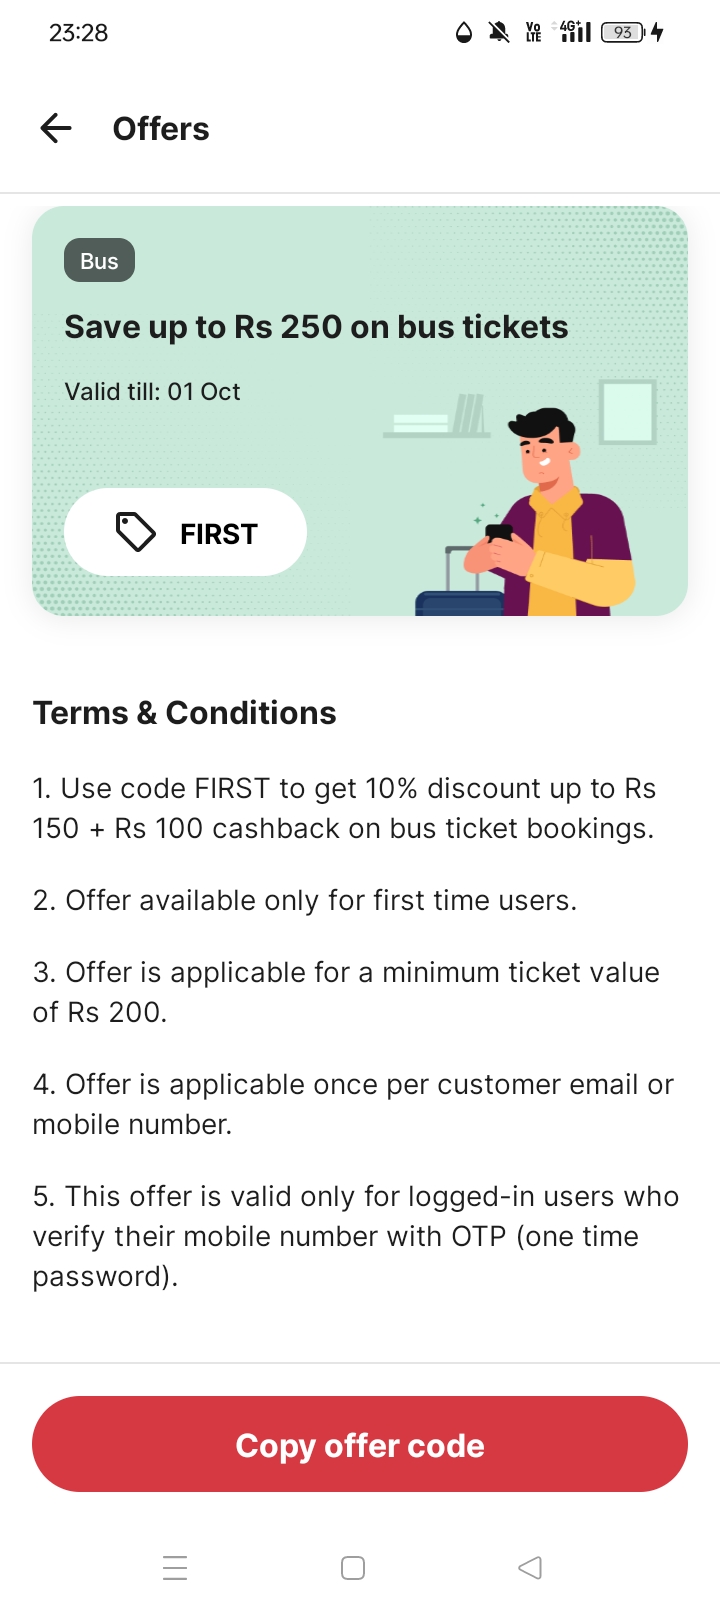 23:28
Vo
LTE
4G+
93
Offers
Bus
Save up to Rs 250 on bus tickets
Valid till: 01 Oct
FIRST
Terms & Conditions
1. Use code FIRST to get 10% discount up to Rs
150 + Rs 100 cashback on bus ticket bookings.
2. Offer available only for first time users.
3. Offer is applicable for a minimum ticket value
of Rs 200.
4. Offer is applicable once per customer email or
mobile number.
5. This offer is valid only for logged-in users who
verify their mobile number with OTP (one time
password).
Copy offer code